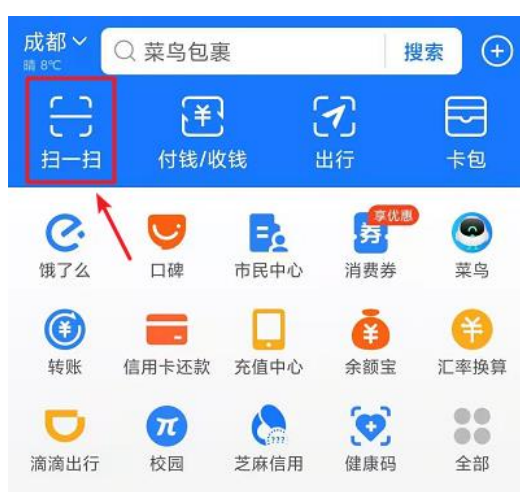 成都
晴 8℃
菜鸟包裹
搜索
扫一扫 付钱/收钱 出行 卡包
享优惠
券
饿了么 口碑 市民中心 消费券 菜鸟
转账 信用卡还款 充值中心 余额宝 汇率换算
滴滴出行 校园 芝麻信用 健康码 全部